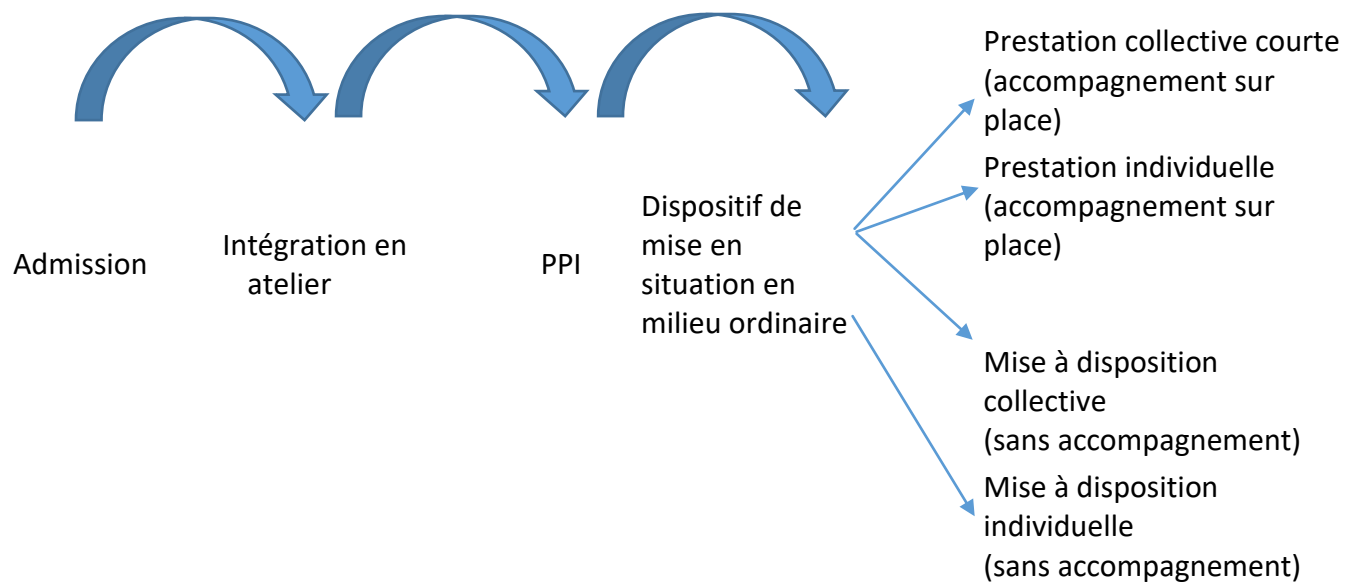 Admission
Intégration en
atelier
PPI
Dispositif de
mise en
situation en
milieu ordinaire
Prestation collective courte
(accompagnement sur
place)
Prestation individuelle
(accompagnement sur
place)
Mise à disposition
collective
(sans accompagnement)
Mise à disposition
individuelle
(sans accompagnement)